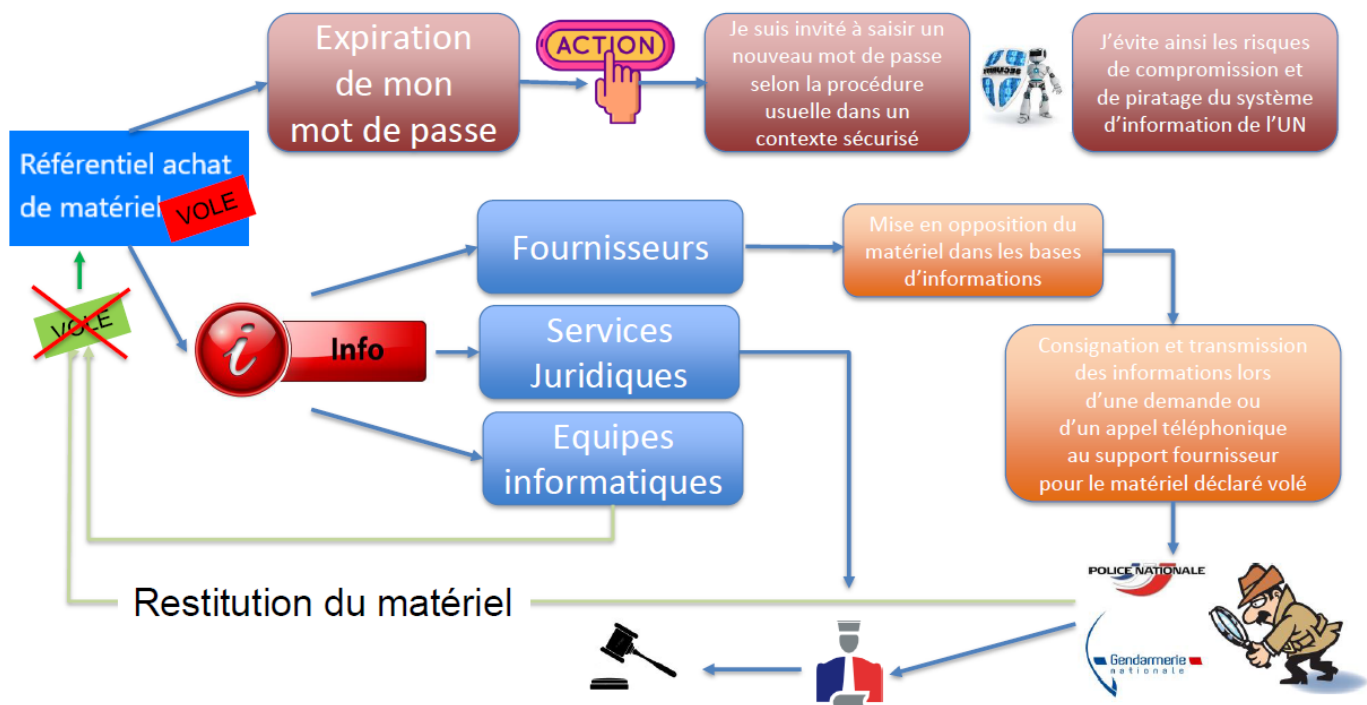 Expiration
de mon
mot de passe
ACTION
Je suis invité à saisir un
nouveau mot de passe
selon la procédure
usuelle dans un
contexte sécurisé
J’évite ainsi les risques
de compromission et
de piratage du système
d’information de l’UN
Référentiel achat
de matériel
VOLE
VOLE
i
Info
Fournisseurs
Services
Juridiques
Equipes
informatiques
Mise en opposition du
matériel dans les bases
d’informations
Consignation et transmission
des informations lors
d’une demande ou
d’un appel téléphonique
au support fournisseur
pour le matériel déclaré volé
Restitution du matériel
POLICE NATIONALE
Gendarmerie
nationale